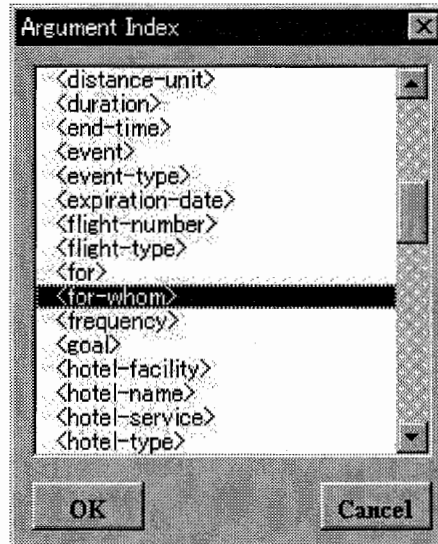 Argument Index
<distance-unit>
<duration>
<end-time>
<event>
<event-type>
<expiration-date>
<flight-number>
<flight-type>
<for>
<for-whom>
<frequency>
<goal>
<hotel-facility>
<hotel-name>
<hotel-service>
<hotel-type>
OK
Cancel